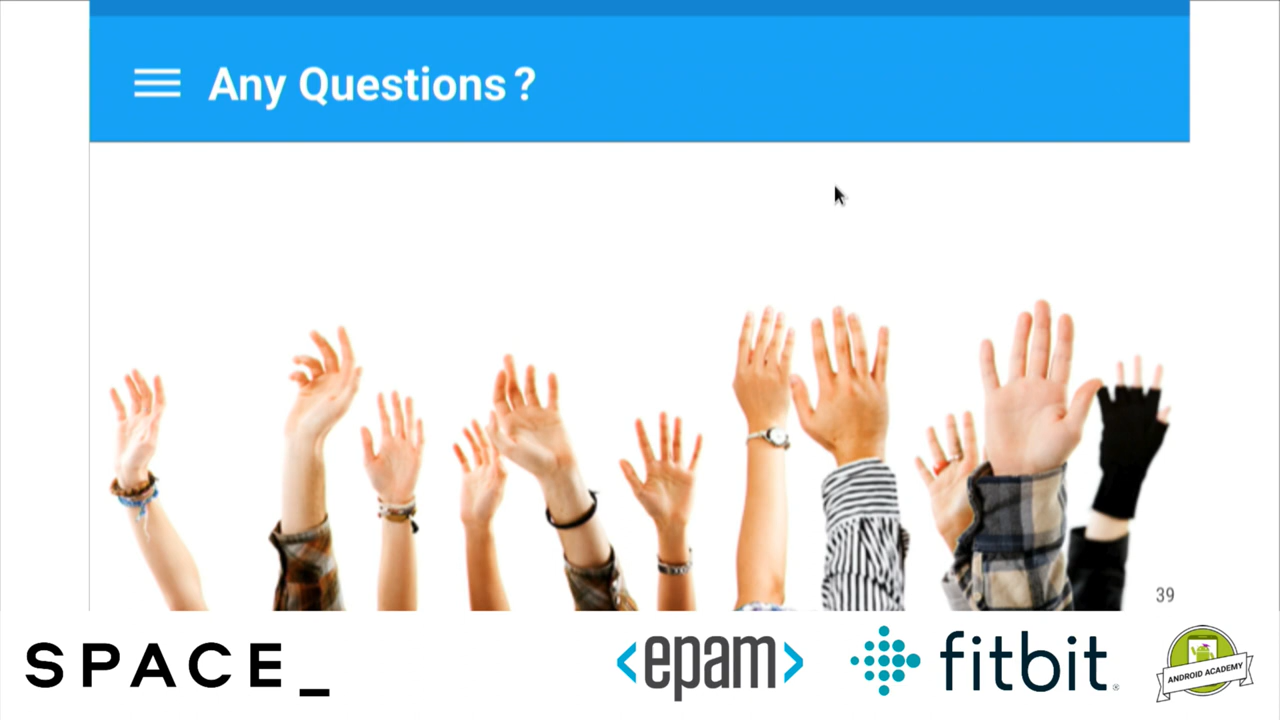 Any Questions ?
39
SPACE_
<epam>
fitbit
ANDROID ACADEMY